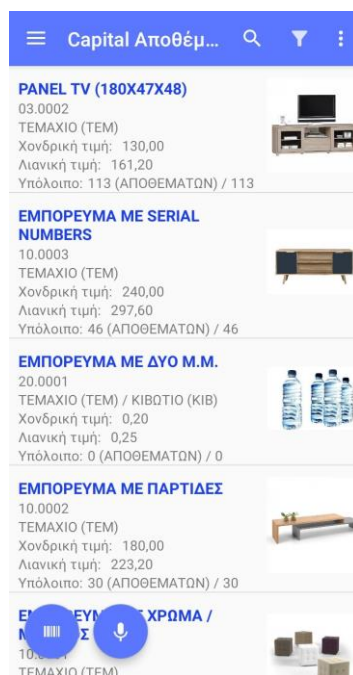 Capital Αποθέμ...
PANEL TV (180X47X48)
03.0002
ΤΕΜΑΧΙΟ (ΤΕΜ)
Χονδρική τιμή: 130,00
Λιανική τιμή: 161,20
Υπόλοιπο: 113 (ΑΠΟΘΕΜΑΤΩΝ) / 113
ΕΜΠΟΡΕΥΜΑ ΜΕ SERIAL
NUMBERS
10.0003
ΤΕΜΑΧΙΟ (ΤΕΜ)
Χονδρική τιμή: 240,00
Λιανική τιμή: 297,60
Υπόλοιπο: 46 (ΑΠΟΘΕΜΑΤΩΝ) / 46
ΕΜΠΟΡΕΥΜΑ ΜΕ ΔΥΟ Μ.Μ.
20.0001
ΤΕΜΑΧΙΟ (ΤΕΜ) / ΚΙΒΩΤΙΟ (ΚΙΒ)
Χονδρική τιμή: 0,20
Λιανική τιμή: 0,25
Υπόλοιπο: 0 (ΑΠΟΘΕΜΑΤΩΝ) / 0
ΕΜΠΟΡΕΥΜΑ ΜΕ ΠΑΡΤΙΔΕΣ
10.0002
ΤΕΜΑΧΙΟ (ΤΕΜ)
Χονδρική τιμή: 180,00
Λιανική τιμή: 223,20
Υπόλοιπο: 30 (ΑΠΟΘΕΜΑΤΩΝ) / 30
ΧΡΩΜΑ /
ΤΕΜΑΧΙΟ (ΤΕΜ)